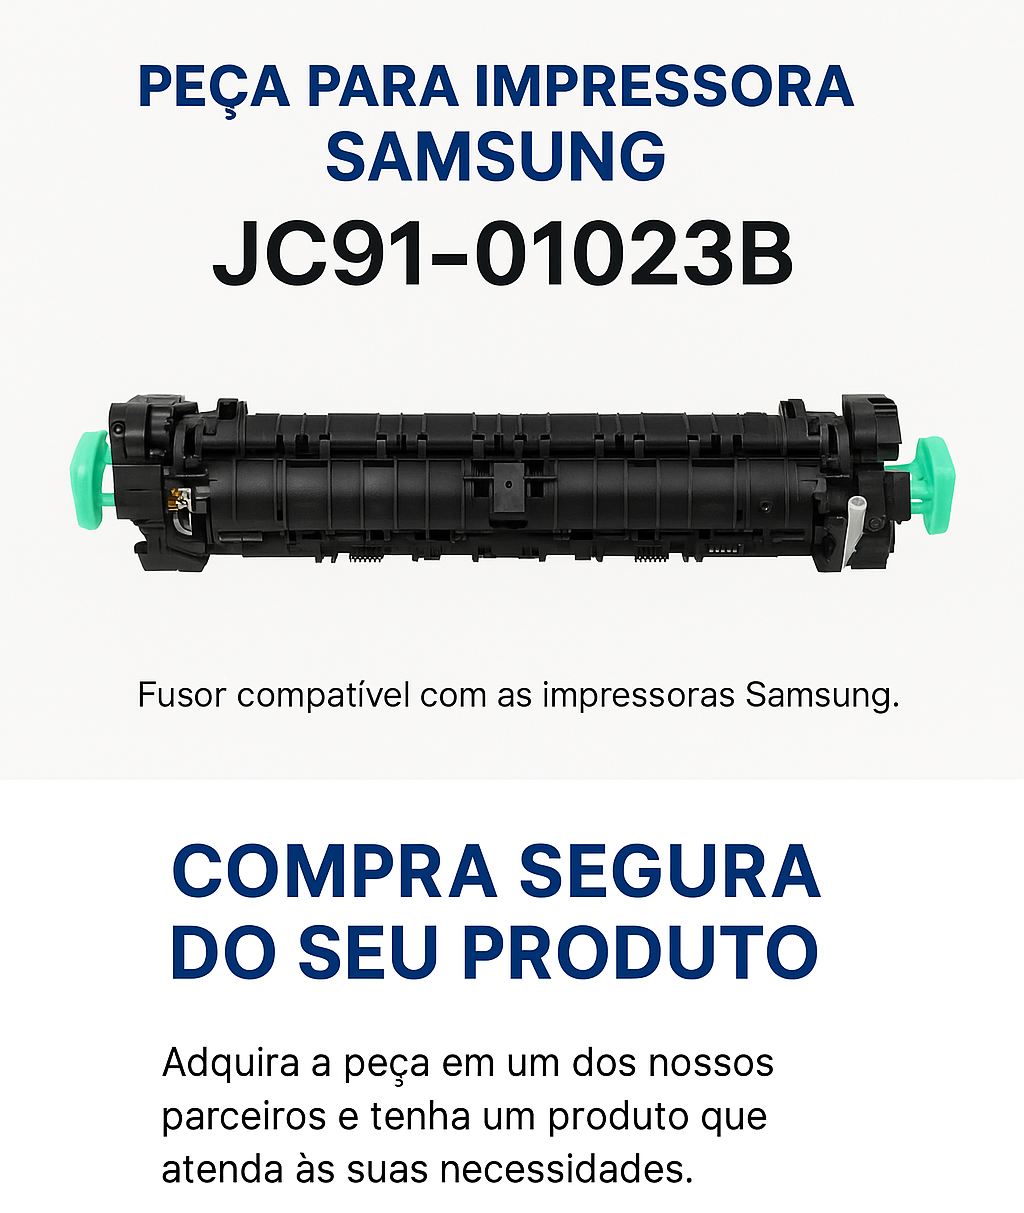 PEÇA PARA IMPRESSORA
SAMSUNG
JC91-01023B
Fusor compatível com as impressoras Samsung.
COMPRA SEGURA
DO SEU PRODUTO
Adquira a peça em um dos nossos
parceiros e tenha um produto que
atenda às suas necessidades.